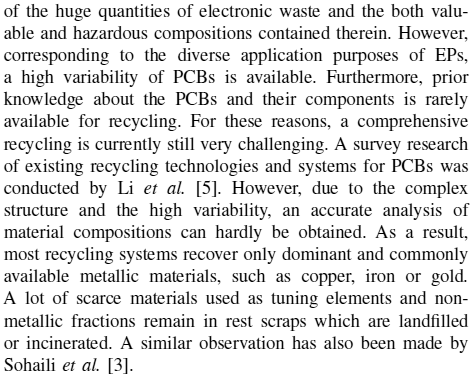 of the huge quantities of electronic waste and the both valu-
able and hazardous compositions contained therein. However,
corresponding to the diverse application purposes of EPs,
a high variability of PCBs is available. Furthermore, prior
knowledge about the PCBs and their components is rarely
available for recycling. For these reasons, a comprehensive
recycling is currently still very challenging. A survey research
of existing recycling technologies and systems for PCBs was
conducted by Li et al. [5]. However, due to the complex
structure and the high variability, an accurate analysis of
material compositions can hardly be obtained. As a result,
most recycling systems recover only dominant and commonly
available metallic materials, such as copper, iron or gold.
A lot of scarce materials used as tuning elements and non-
metallic fractions remain in rest scraps which are landfilled
or incinerated. A similar observation has also been made by
Sohaili et al. [3].